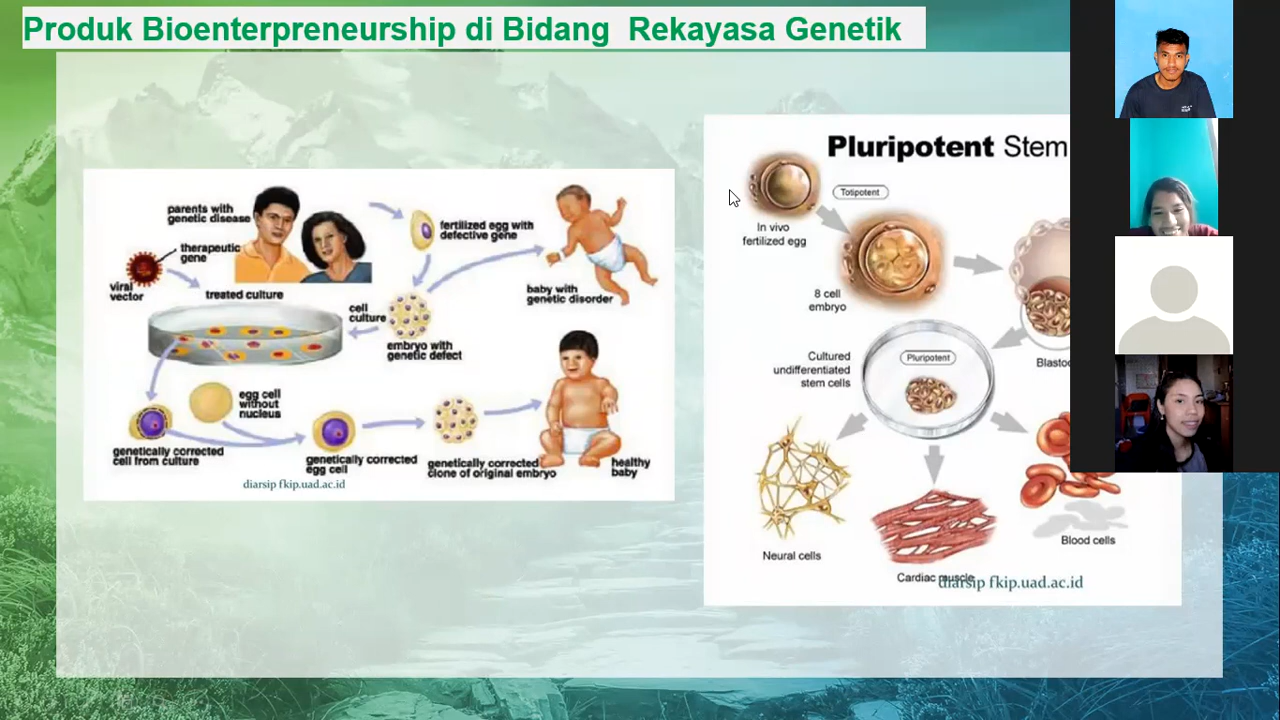 Produk Bioenterpreneurship di Bidang Rekayasa Genetik
parents with
genetic disease
therapeutic
gene
viral
vector
treated culture
fertilized egg with
defective gene
baby with
genetic disorder
cell
culture
embryo with
genetic defect
egg cell
without
nucleus
genetically corrected
cell from culture
genetically corrected
egg cell
genetically corrected
clone of original embryo
healthy
baby
diarsip fkip.uad.ac.id
Pluripotent Stem
Totipotent
In vivo
fertilized egg
8 cell
embryo
Blastoc
Cultured
undifferentiated
stem cells
Pluripotent
Neural cells
Cardiac muscle
Blood cells
diarsip fkip.uad.ac.id